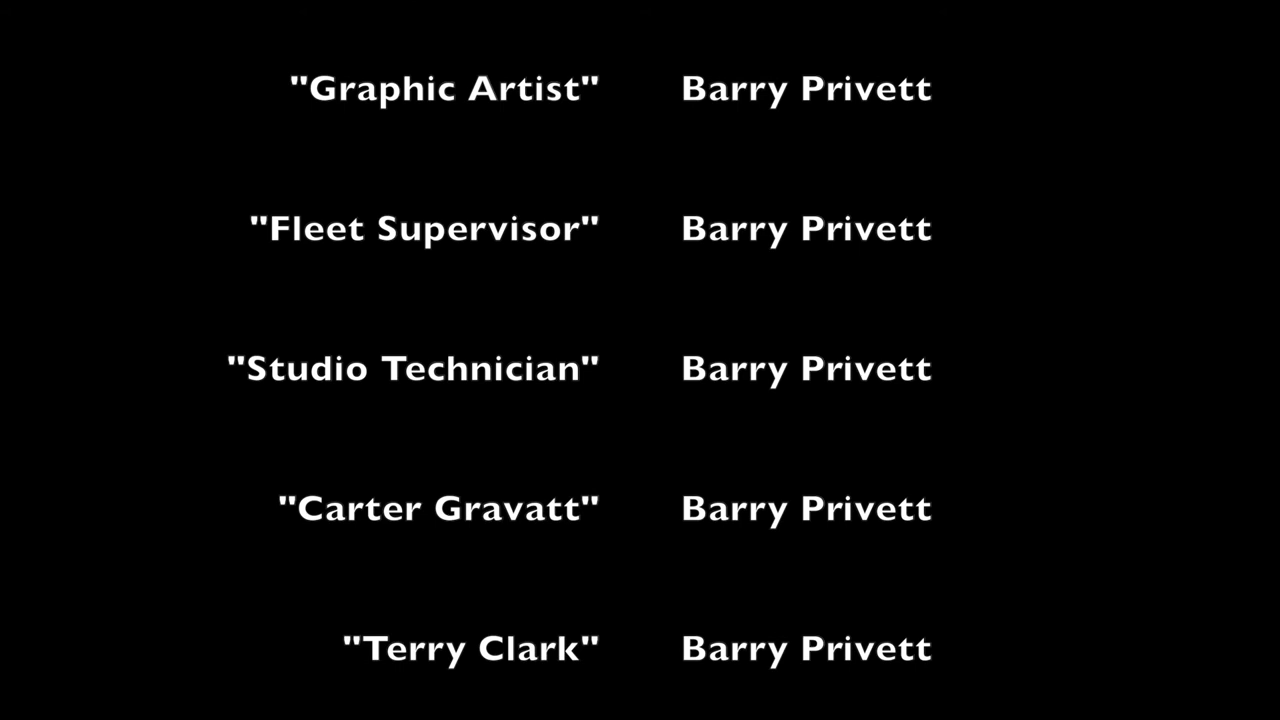 "Graphic Artist" Barry Privett
"Fleet Supervisor" Barry Privett
"Studio Technician" Barry Privett
"Carter Gravatt" Barry Privett
"Terry Clark" Barry Privett